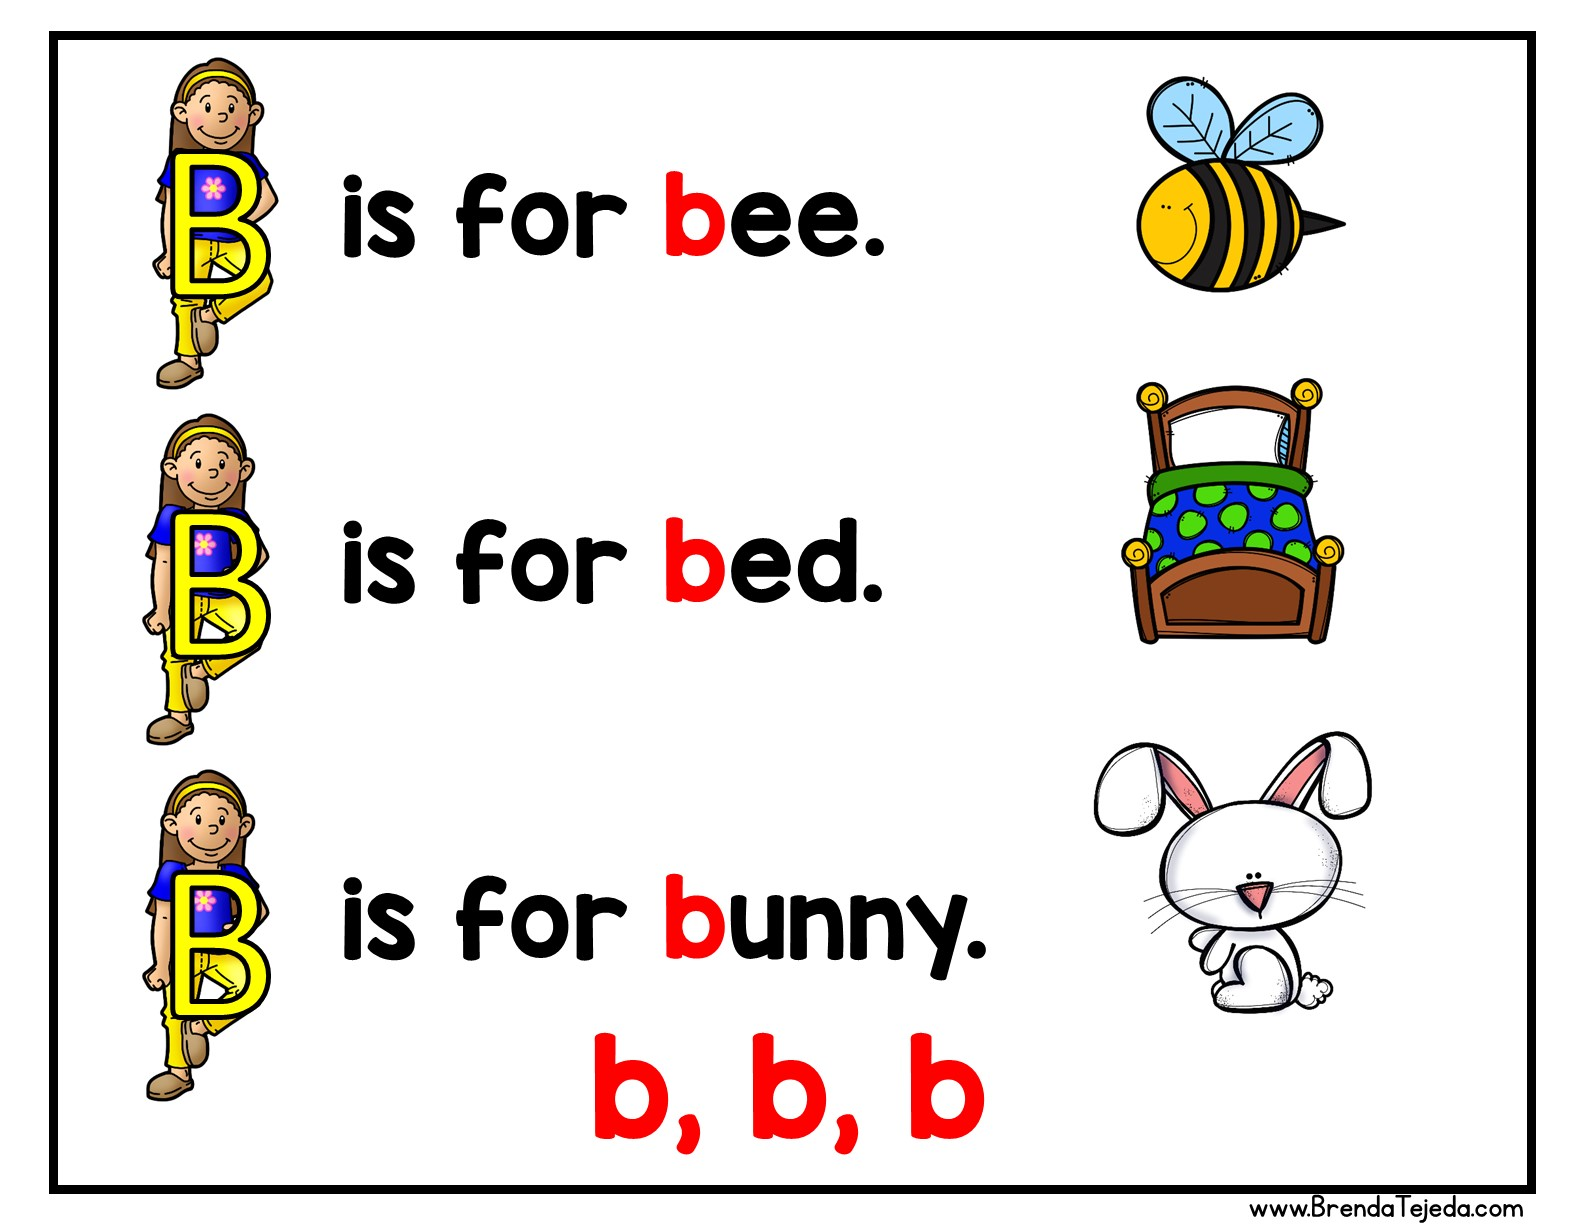 B is for bee.
B is for bed.
B is for bunny.
b, b, b
www.BrendaTejeda.com